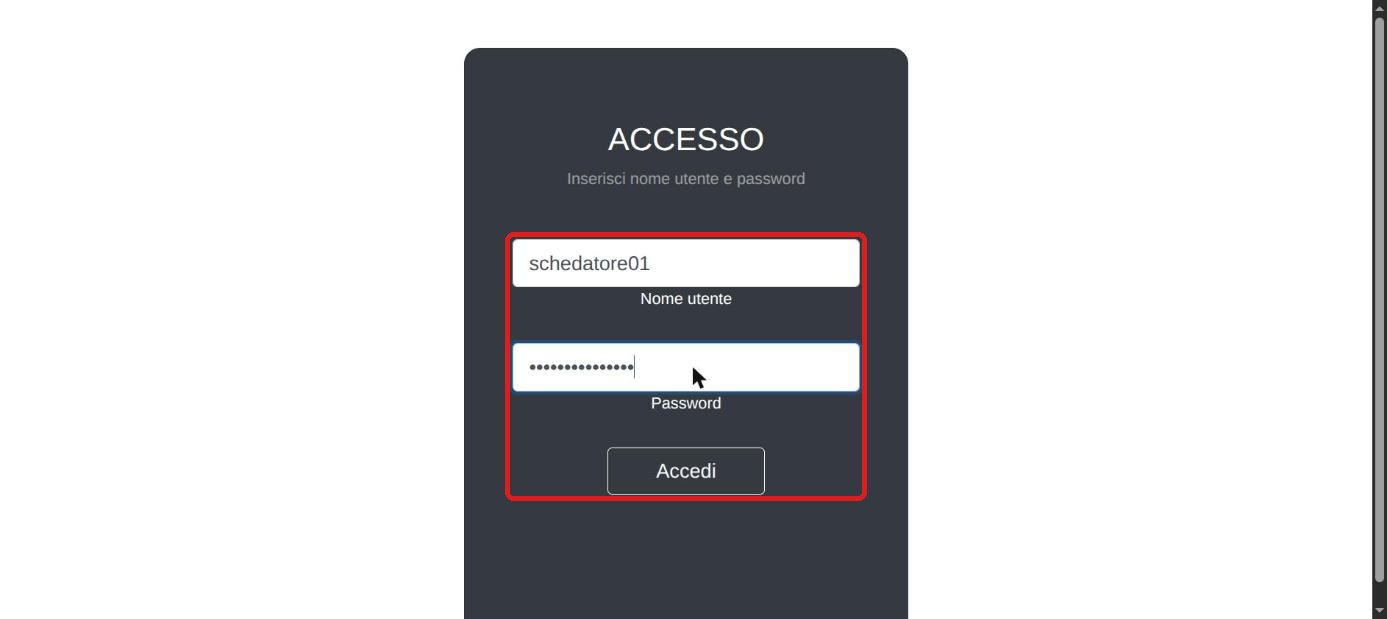 ACCESSO
Inserisci nome utente e password
schedatore01
Nome utente
•••••••••••••••
Password
Accedi